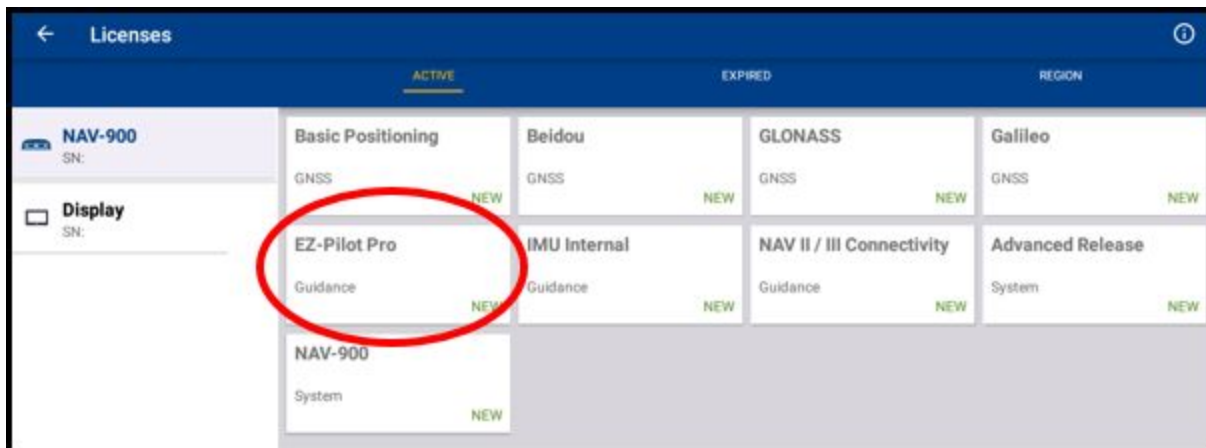 Licenses
ACTIVE
EXPIRED
REGION
NAV-900
SN:
Display
SN:
Basic Positioning
GNSS
NEW
Beidou
GNSS
NEW
GLONASS
GNSS
NEW
Galileo
GNSS
NEW
EZ-Pilot Pro
Guidance
NEW
IMU Internal
Guidance
NEW
NAV II / III Connectivity
Guidance
NEW
Advanced Release
System
NEW
NAV-900
System
NEW